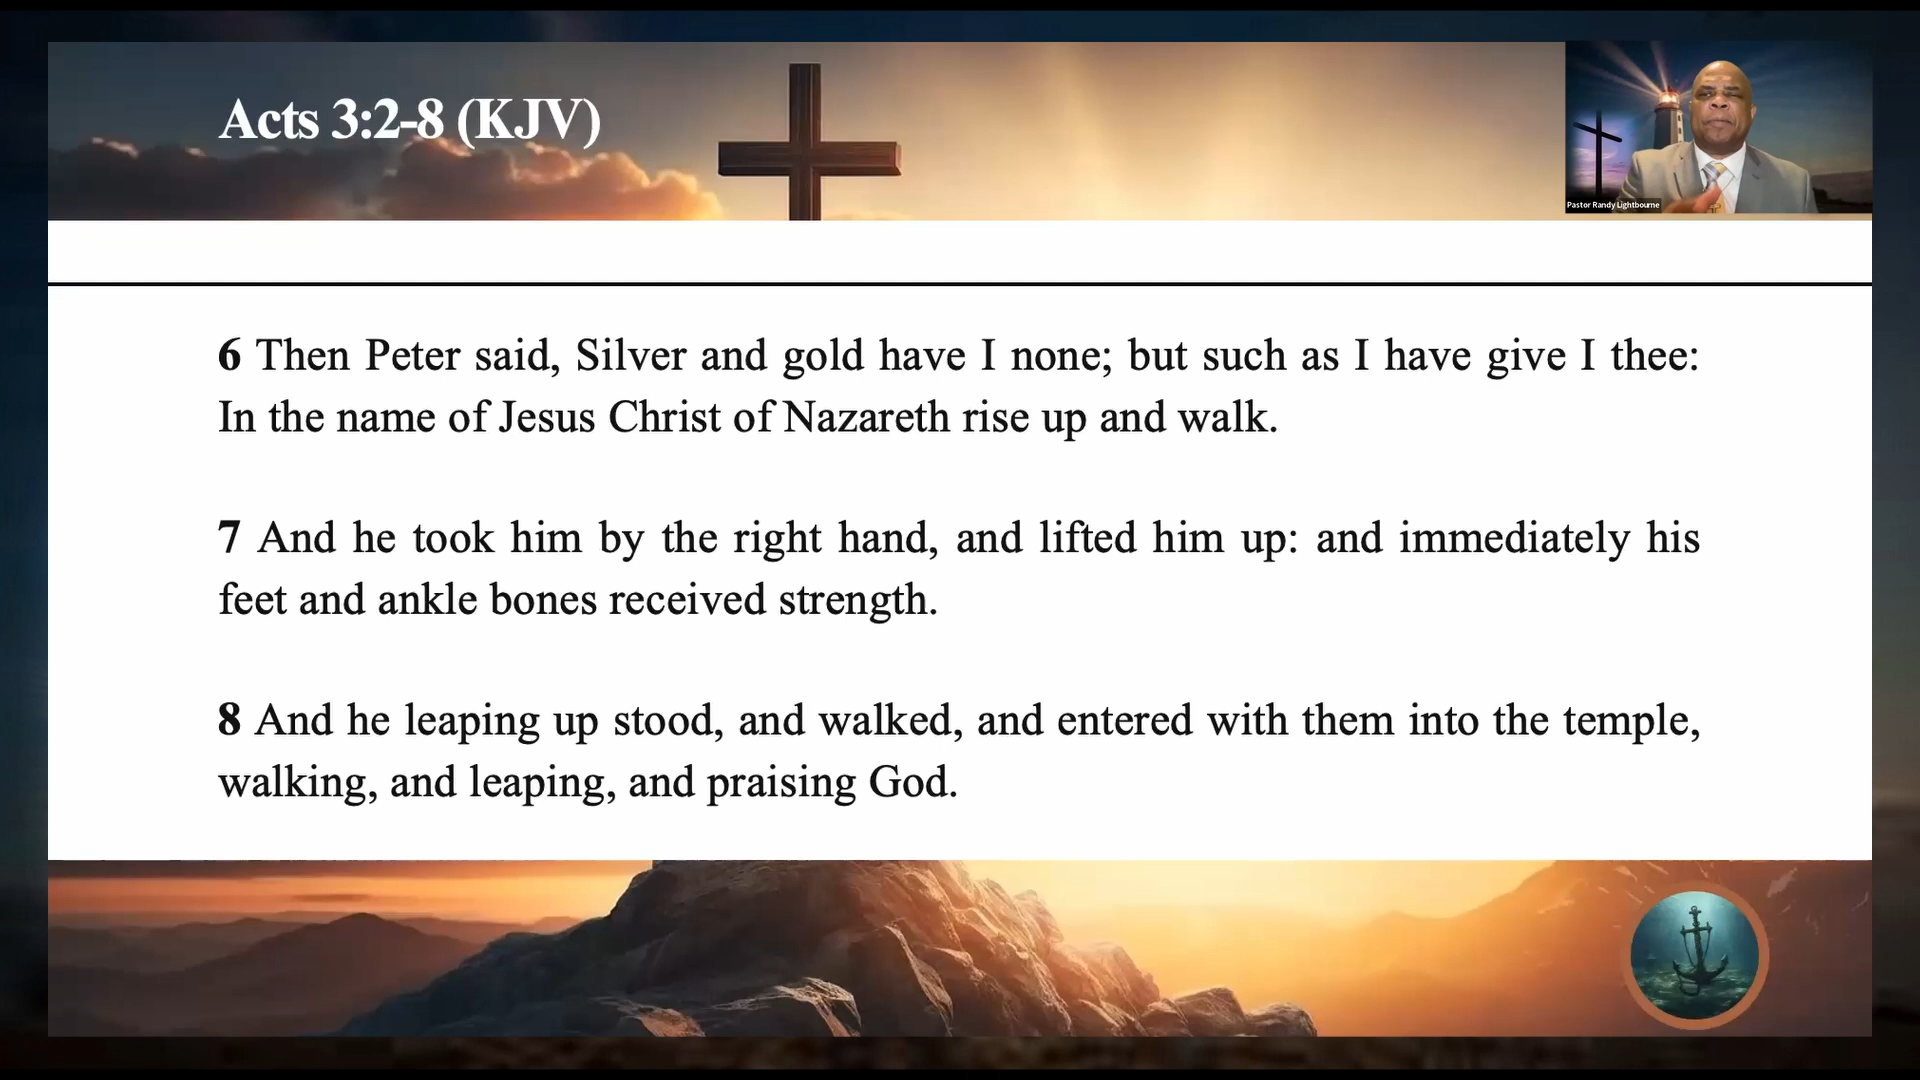 Acts 3:2-8 (KJV)
Pastor Randy Lightbourne
6 Then Peter said, Silver and gold have I none; but such as I have give I thee:
In the name of Jesus Christ of Nazareth rise up and walk.
7 And he took him by the right hand, and lifted him up: and immediately his
feet and ankle bones received strength.
8 And he leaping up stood, and walked, and entered with them into the temple,
walking, and leaping, and praising God.